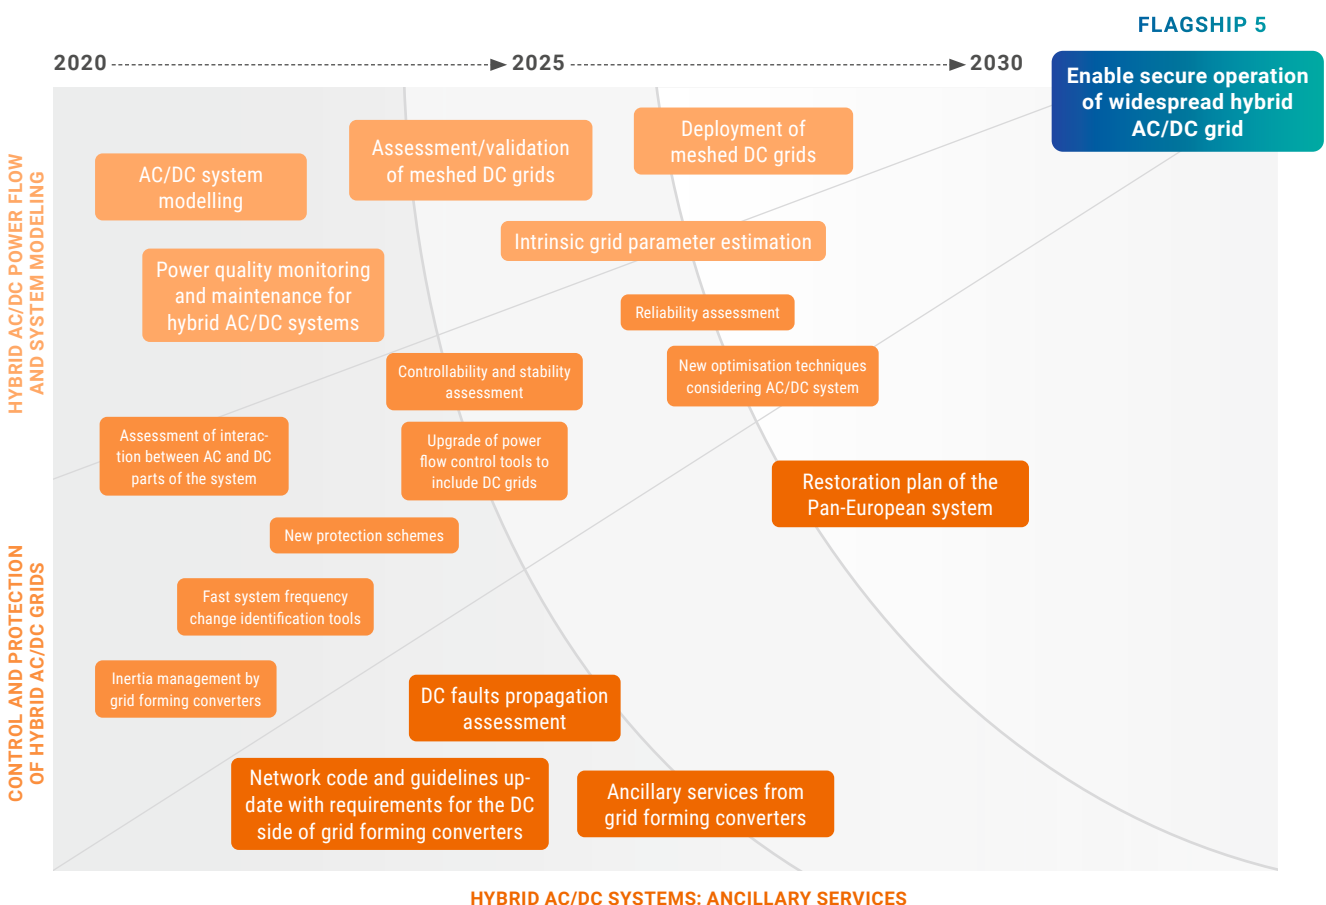 FLAGSHIP 5
2020
2025
2030
Enable secure operation
of widespread hybrid
AC/DC grid
HYBRID AC/DC POWER FLOW
AND SYSTEM MODELING
AC/DC system
modelling
Assessment/validation
of meshed DC grids
Deployment of
meshed DC grids
Intrinsic grid parameter estimation
Power quality monitoring
and maintenance for
hybrid AC/DC systems
Reliability assessment
Controllability and stability
assessment
New optimisation techniques
considering AC/DC system
Assessment of interac-
tion between AC and DC
parts of the system
Upgrade of power
flow control tools to
include DC grids
Restoration plan of the
Pan-European system
New protection schemes
CONTROL AND PROTECTION
OF HYBRID AC/DC GRIDS
Fast system frequency
change identification tools
Inertia management by
grid forming converters
DC faults propagation
assessment
Network code and guidelines up-
date with requirements for the DC
side of grid forming converters
Ancillary services from
grid forming converters
HYBRID AC/DC SYSTEMS: ANCILLARY SERVICES